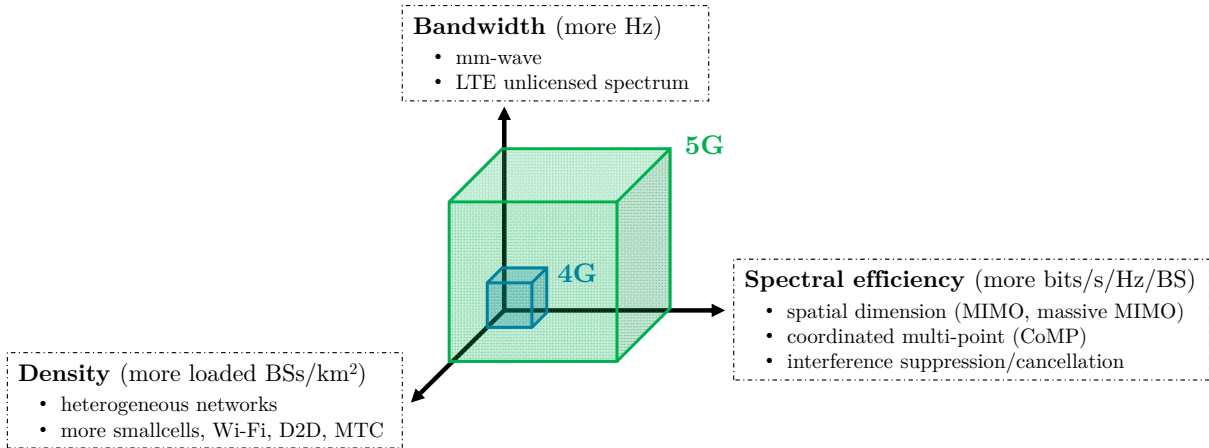 Bandwidth (more Hz)
• mm-wave
• LTE unlicensed spectrum
5G
4G
Spectral efficiency (more bits/s/Hz/BS)
• spatial dimension (MIMO, massive MIMO)
• coordinated multi-point (CoMP)
• interference suppression/cancellation
Density (more loaded BSs/km²)
• heterogeneous networks
• more smallcells, Wi-Fi, D2D, MTC